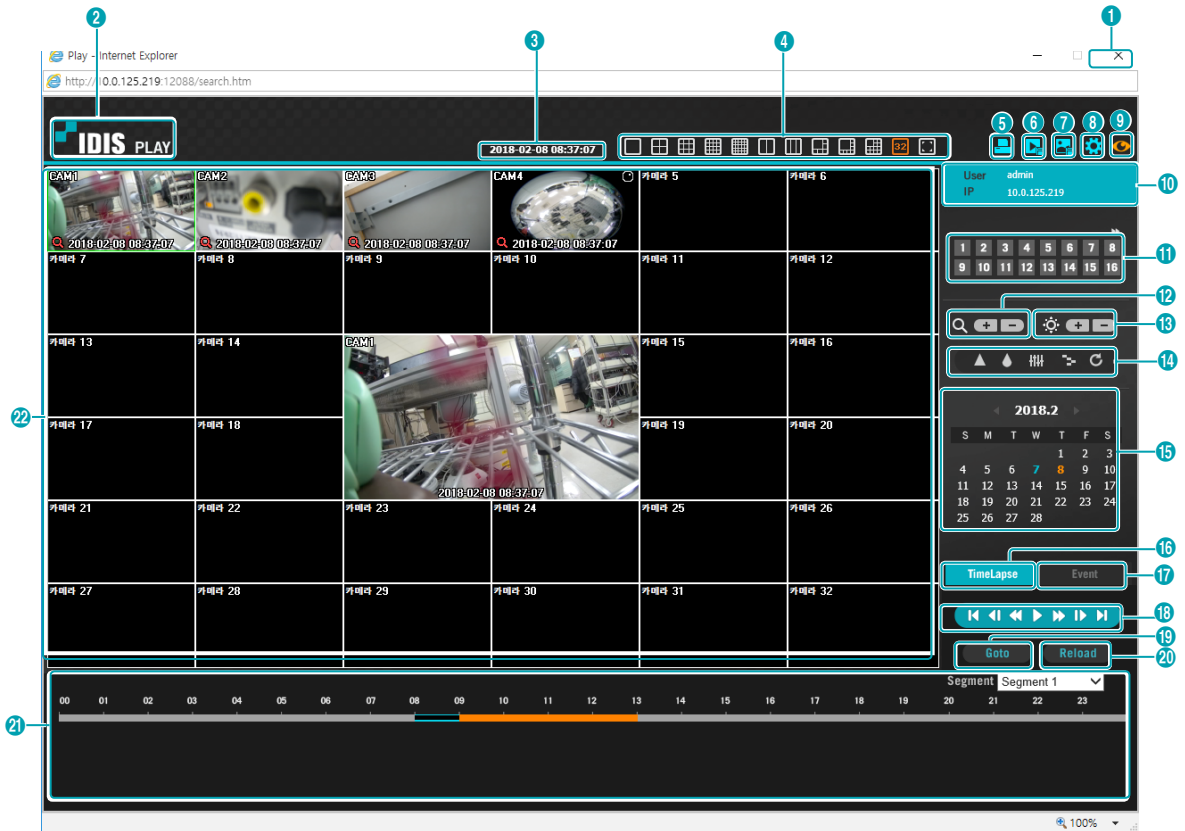 2
3
4
1
Play - Internet Explorer
http://10.0.125.219:12088/search.htm
5 6 7 8 9
IDIS PLAY
2018-02-08 08:37:07
32
User admin
IP 10.0.125.219
10
CAM1 CAM2 CAM3 CAM4 카메라 5 카메라 6
2018-02-08 08:37:07 2018-02-08 08:37:07 2018-02-08 08:37:07 2018-02-08 08:37:07
1 2 3 4 5 6 7 8
9 10 11 12 13 14 15 16
11
카메라 7 카메라 8 카메라 9 카메라 10 카메라 11 카메라 12
12
13
카메라 13 카메라 14 CAM1 카메라 15 카메라 16
14
22
카메라 17 카메라 18 카메라 19 카메라 20
2018-02-08 08:37:07
2018.2
S M T W T F S
1 2 3
4 5 6 7 8 9 10
11 12 13 14 15 16 17
18 19 20 21 22 23 24
25 26 27 28
15
카메라 21 카메라 22 카메라 23 카메라 24 카메라 25 카메라 26
16
TimeLapse Event
17
카메라 27 카메라 28 카메라 29 카메라 30 카메라 31 카메라 32
18
19
Goto Reload
20
Segment Segment 1
00 01 02 03 04 05 06 07 08 09 10 11 12 13 14 15 16 17 18 19 20 21 22 23
21
100%